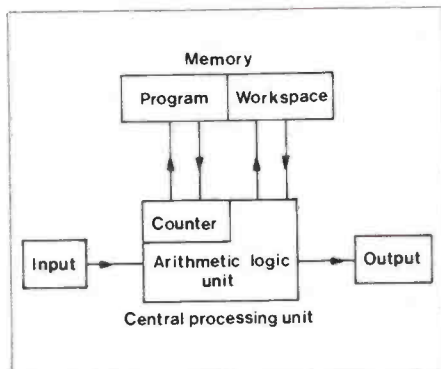 Memory
Program Workspace
Counter
Input
Arithmetic logic
unit
Output
Central processing unit